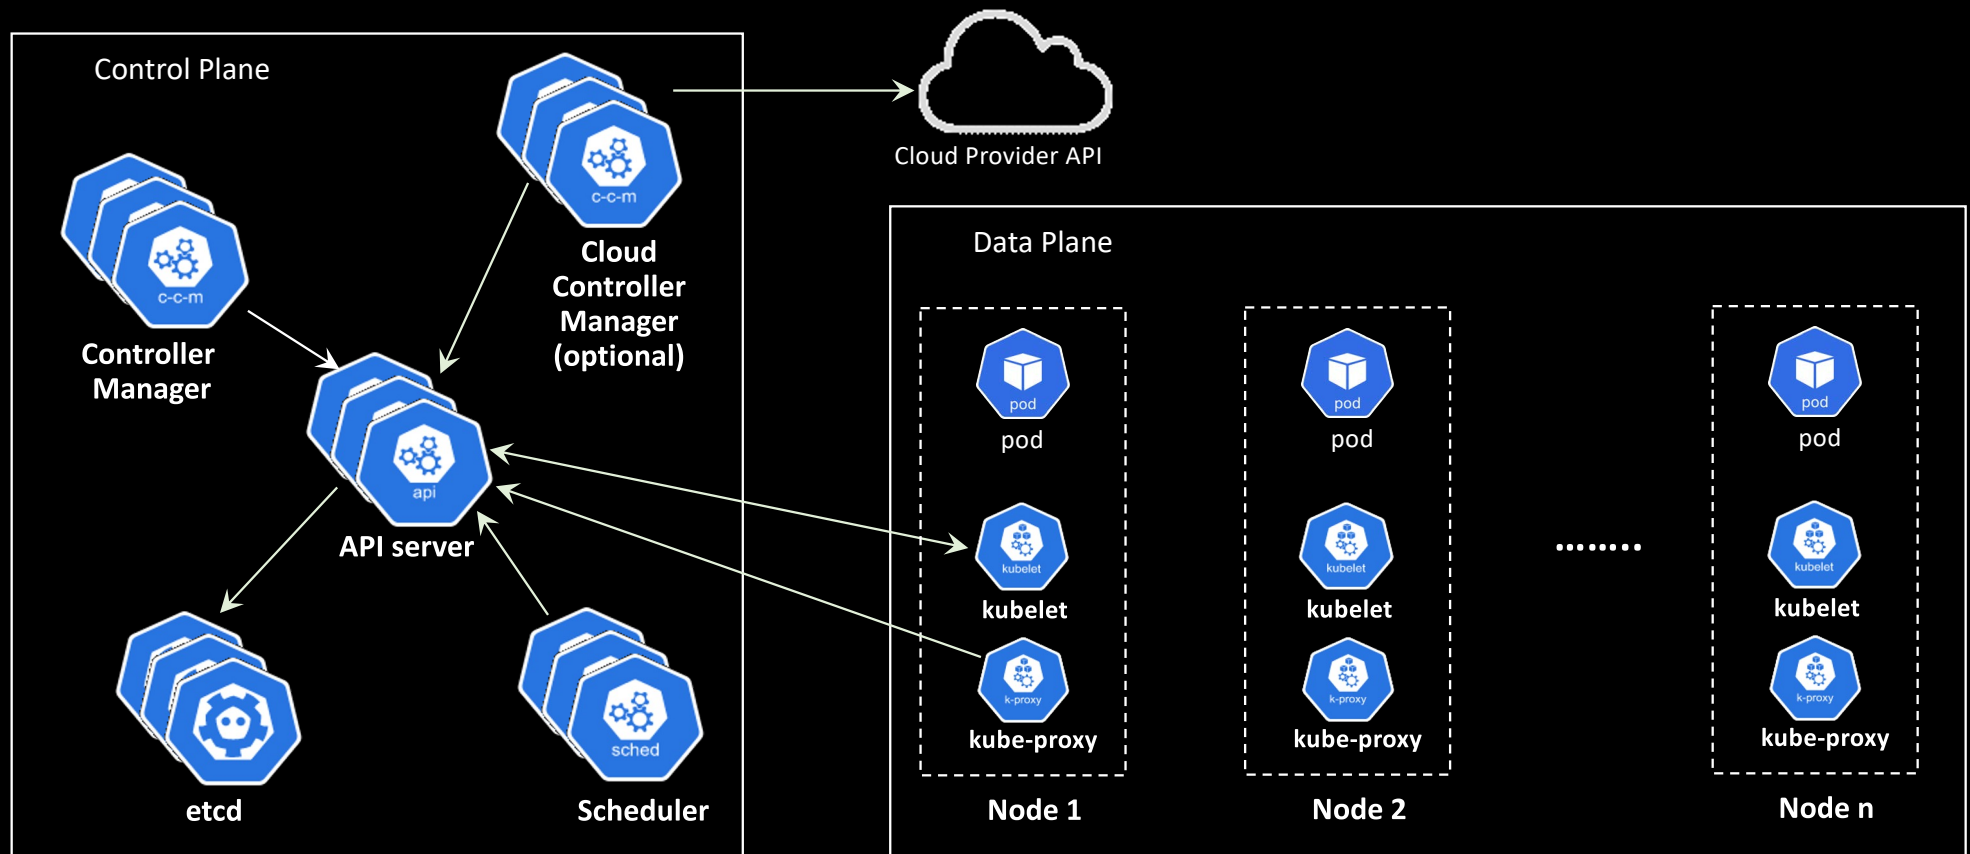 Control Plane
c-c-m
Cloud
Controller
Manager
(optional)
c-c-m
Controller
Manager
api
API server
etcd
sched
Scheduler
Cloud Provider API
Data Plane
pod
pod
kubelet
kubelet
k-proxy
kube-proxy
Node 1
pod
pod
kubelet
kubelet
k-proxy
kube-proxy
Node 2
........
pod
pod
kubelet
kubelet
k-proxy
kube-proxy
Node n